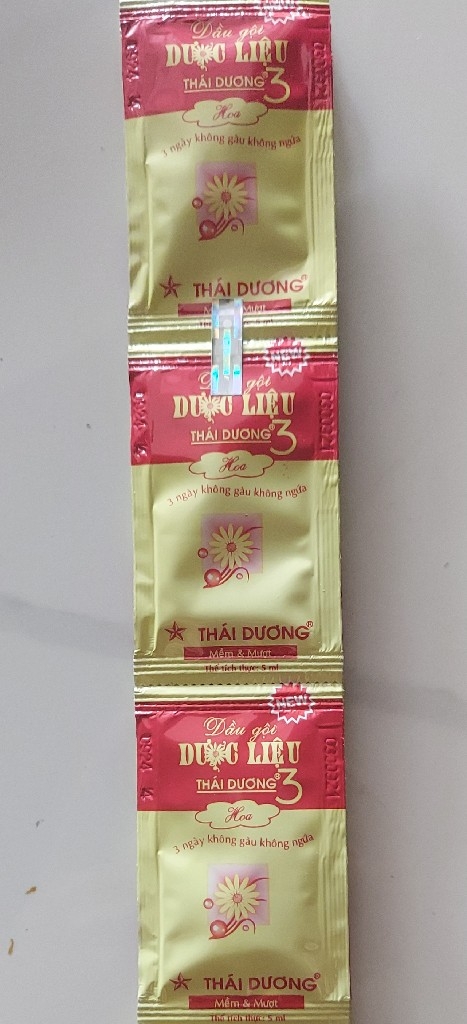 NEW
Dầu gội
DƯỢC LIỆU
THÁI DƯƠNG® 3
Hoa
3 ngày không gàu không ngứa
THÁI DƯƠNG®
Mềm & Mượt
NEW
Dầu gội
DƯỢC LIỆU
THÁI DƯƠNG® 3
Hoa
3 ngày không gàu không ngứa
THÁI DƯƠNG®
Mềm & Mượt
Thể tích thực: 5 ml
NEW
Dầu gội
DƯỢC LIỆU
THÁI DƯƠNG® 3
Hoa
3 ngày không gàu không ngứa
THÁI DƯƠNG®
Mềm & Mượt
Thể tích thực: 5 ml